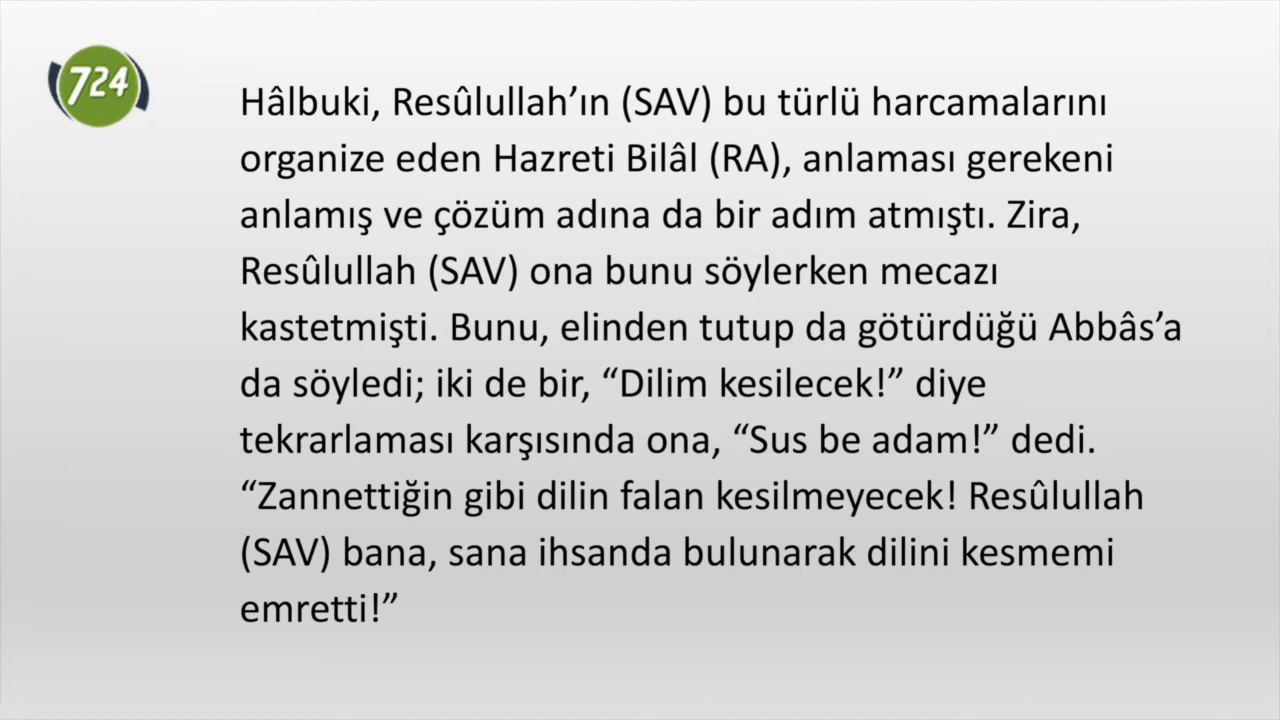 724
Hâlbuki, Resûlullah’ın (SAV) bu türlü harcamalarını
organize eden Hazreti Bilâl (RA), anlaması gerekeni
anlamış ve çözüm adına da bir adım atmıştı. Zira,
Resûlullah (SAV) ona bunu söylerken mecazı
kastetmişti. Bunu, elinden tutup da götürdüğü Abbâs’a
da söyledi; iki de bir, “Dilim kesilecek!” diye
tekrarlaması karşısında ona, “Sus be adam!” dedi.
“Zannettiğin gibi dilin falan kesilmeyecek! Resûlullah
(SAV) bana, sana ihsanda bulunarak dilini kesmemi
emretti!”